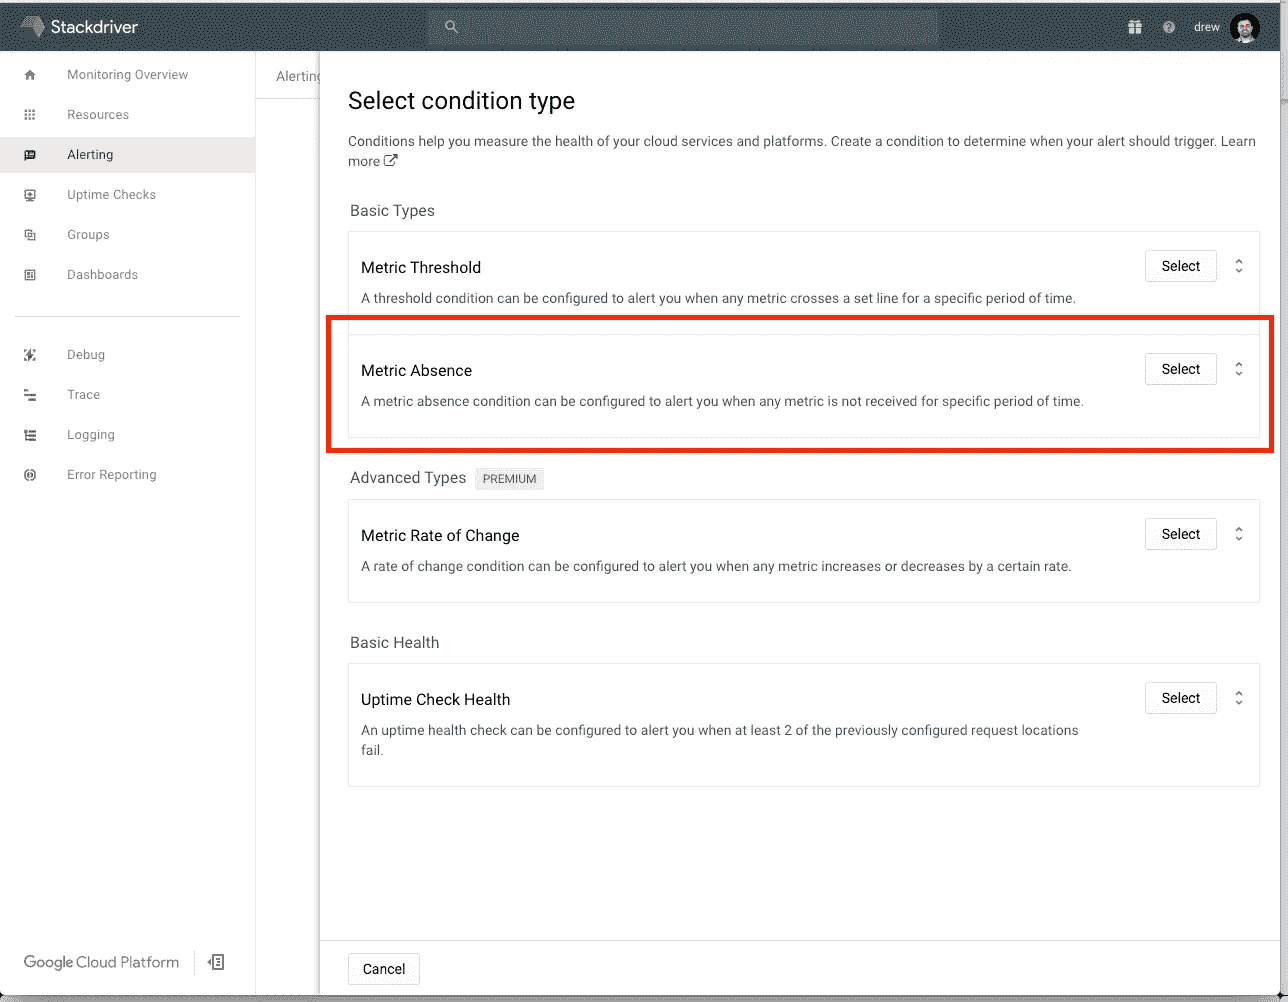 Stackdriver
drew
Monitoring Overview
Resources
Alerting
Uptime Checks
Groups
Dashboards
Debug
Trace
Logging
Error Reporting
Google Cloud Platform
Alerting
Select condition type
Conditions help you measure the health of your cloud services and platforms. Create a condition to determine when your alert should trigger. Learn
more
Basic Types
Metric Threshold
Select
A threshold condition can be configured to alert you when any metric crosses a set line for a specific period of time.
Metric Absence
Select
A metric absence condition can be configured to alert you when any metric is not received for specific period of time.
Advanced Types PREMIUM
Metric Rate of Change
Select
A rate of change condition can be configured to alert you when any metric increases or decreases by a certain rate.
Basic Health
Uptime Check Health
Select
An uptime health check can be configured to alert you when at least 2 of the previously configured request locations
fail.
Cancel